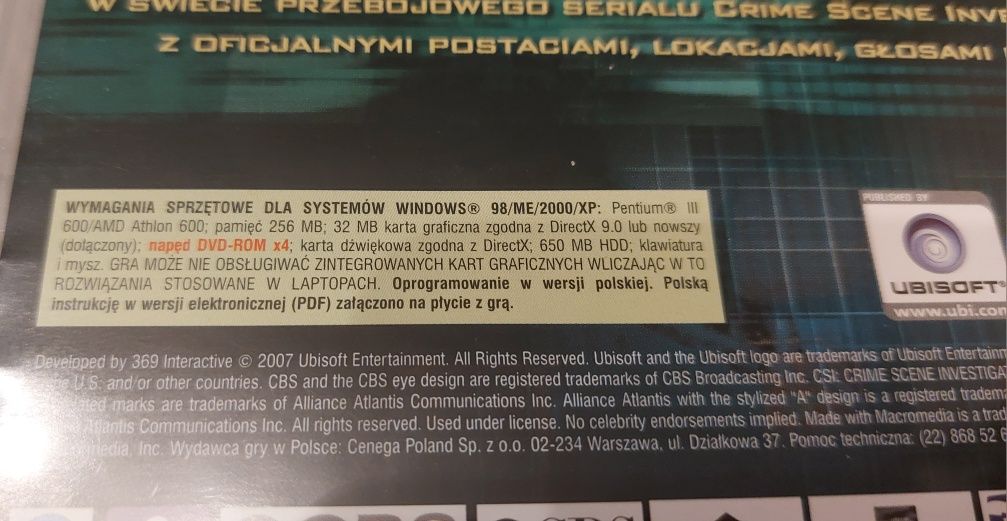 W ŚWIECIE PRZEBOJOWEGO SERIALU CRIME SCENE
Z OFICJALNYMI POSTACIAMI, LOKACJAMI, GŁOSAMI
WYMAGANIA SPRZĘTOWE DLA SYSTEMÓW WINDOWS® 98/ME/2000/XP: Pentium® III
600/AMD Athlon 600; pamięć 256 MB; 32 MB karta graficzna zgodna z DirectX 9.0 lub nowszy
(dołączony); napęd DVD-ROM x4; karta dźwiękowa zgodna z DirectX; 650 MB HDD; klawiatura
i mysz. GRA MOŻE NIE OBSŁUGIWAĆ ZINTEGROWANYCH KART GRAFICZNYCH WLICZAJĄC W TO
ROZWIĄZANIA STOSOWANE W LAPTOPACH. Oprogramowanie w wersji polskiej. Polską
instrukcję w wersji elektronicznej (PDF) załączono na płycie z grą.
PUBLISHED BY
UBISOFT®
www.ubi.com
Developed by 369 Interactive © 2007 Ubisoft Entertainment. All Rights Reserved. Ubisoft and the Ubisoft logo are trademarks of Ubisoft
U.S. and/or other countries. CBS and the CBS eye design are registered trademarks of CBS Broadcasting Inc. CSI: CRIME SCENE
marks are trademarks of Alliance Atlantis Communications Inc. Alliance Atlantis with the stylized "A" design is a registered
Atlantis Communications Inc. All rights reserved. Used under license. No celebrity endorsements implied. Made with Macromedia is a
Inc. Wydawca gry w Polsce: Cenega Poland Sp. z o.o. 02-234 Warszawa, ul. Działkowa 37. Pomoc techniczna: (22) 868 52